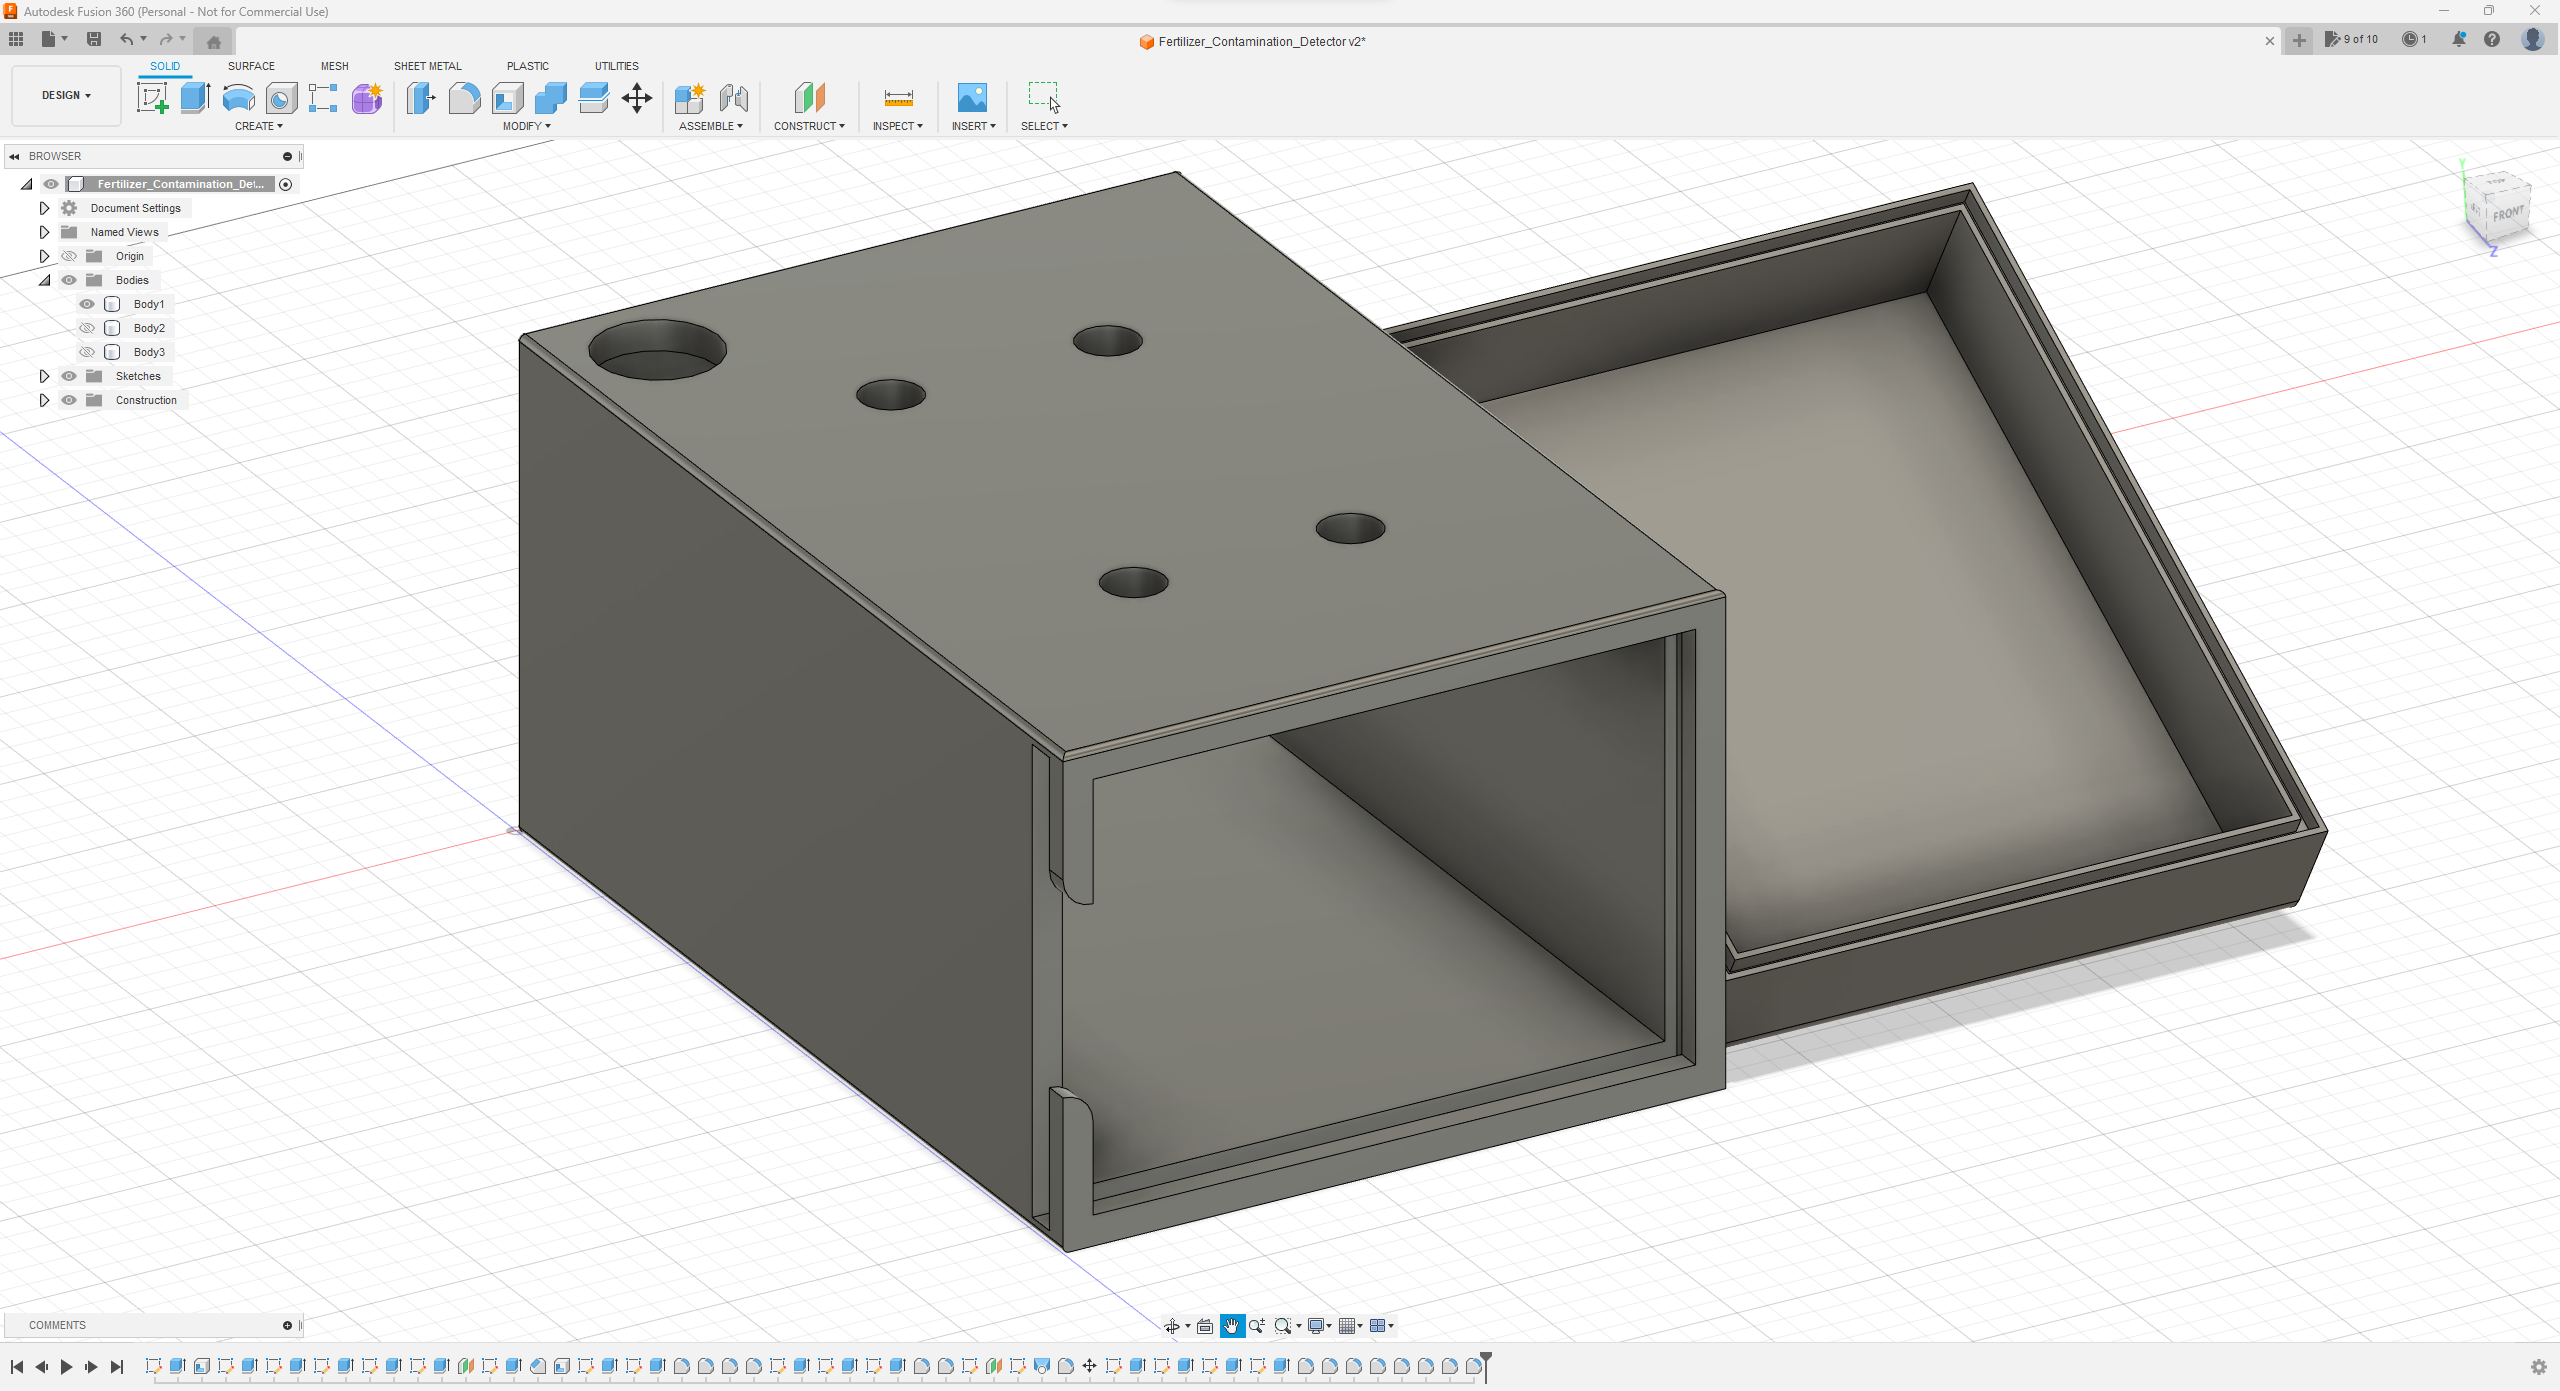 Autodesk Fusion 360 (Personal - Not for Commercial Use)
Fertilizer_Contamination_Detector v2*
9 of 10
1
SOLID
SURFACE
MESH
SHEET METAL
PLASTIC
UTILITIES
DESIGN
CREATE
MODIFY
ASSEMBLE
CONSTRUCT
INSPECT
INSERT
SELECT
BROWSER
Fertilizer_Contamination_Det...
Document Settings
Named Views
Origin
Bodies
Body1
Body2
Body3
Sketches
Construction
Y
TOP
FRONT
Z
COMMENTS